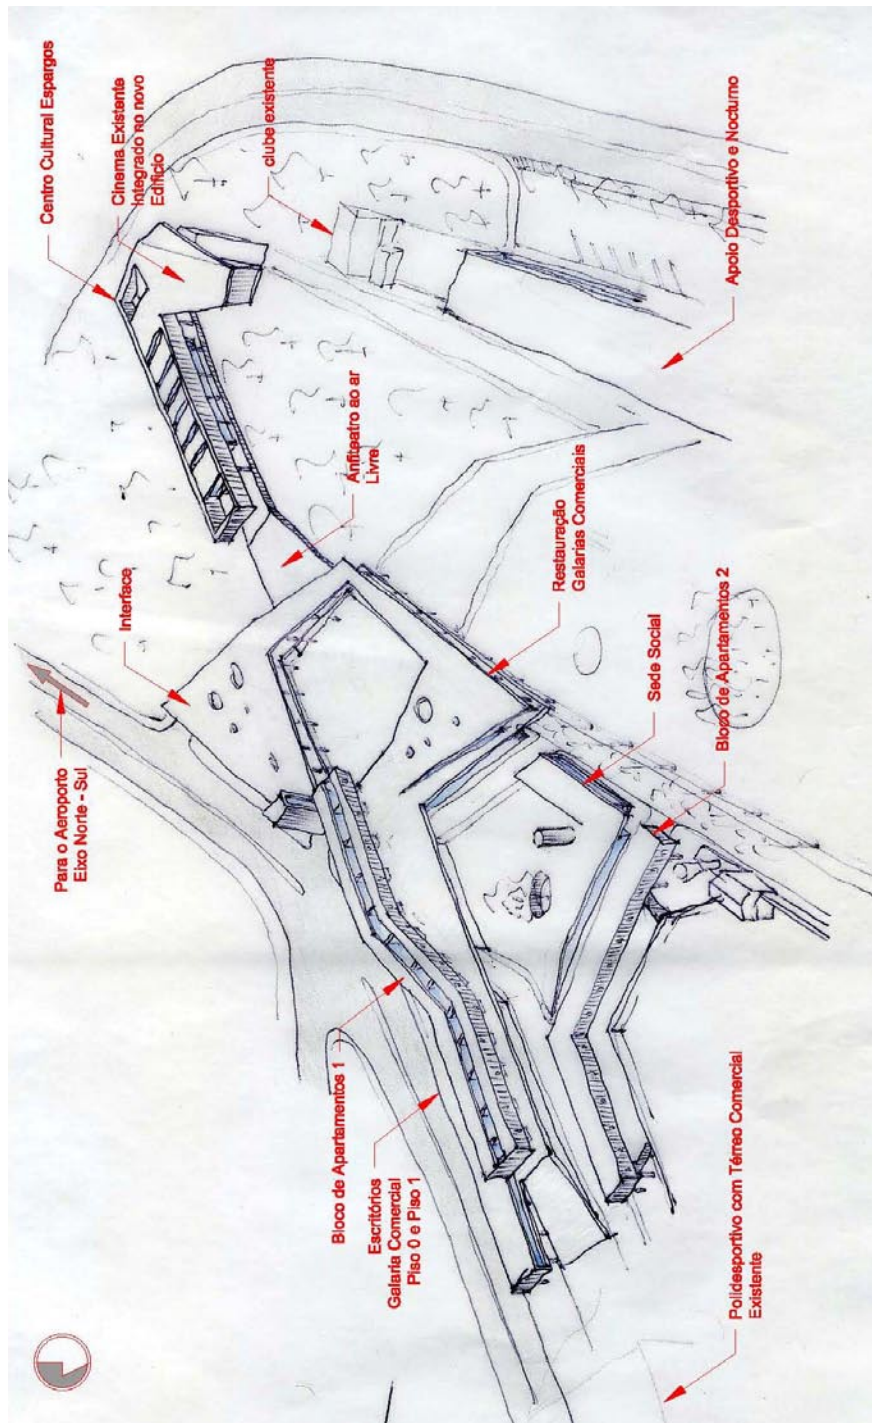 Centro Cultural Espargos
Para o Aeroporto
Eixo Norte - Sul
Cinema Existente
Integrado no novo
Edifício
Interface
clube existente
Bloco de Apartamentos 1
Anfiteatro ao ar
Livre
Escritórios
Galaria Comercial
Piso 0 e Piso 1
Restauração
Galarias Comerciais
Sede Social
Bloco de Apartamentos 2
Apoio Desportivo e Nocturno
Polidesportivo com Térreo Comercial
Existente